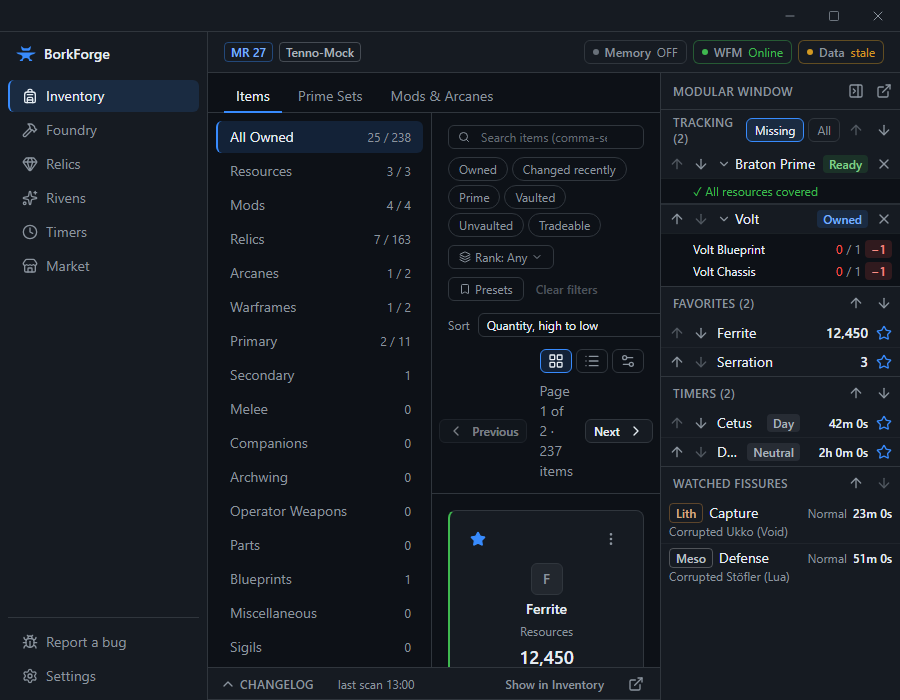 BorkForge
Inventory
Foundry
Relics
Rivens
Timers
Market
Report a bug
Settings
MR 27
Tenno-Mock
Memory OFF
WFM Online
Data stale
Items
Prime Sets
Mods & Arcanes
All Owned 25 / 238
Resources 3 / 3
Mods 4 / 4
Relics 7 / 163
Arcanes 1 / 2
Warframes 1 / 2
Primary 2 / 11
Secondary 1
Melee 0
Companions 0
Archwing 0
Operator Weapons 0
Parts 0
Blueprints 1
Miscellaneous 0
Sigils 0
Search items (comma-se
Owned
Changed recently
Prime
Vaulted
Unvaulted
Tradeable
Rank: Any
Presets
Clear filters
Sort
Quantity, high to low
Previous
Page
1 of
2 ·
237
items
Next
F
Ferrite
Resources
12,450
CHANGELOG
last scan 13:00
Show in Inventory
MODULAR WINDOW
TRACKING
(2)
Missing
All
Braton Prime Ready
✓ All resources covered
Volt Owned
Volt Blueprint 0 / 1 −1
Volt Chassis 0 / 1 −1
FAVORITES (2)
Ferrite 12,450
Serration 3
TIMERS (2)
Cetus Day 42m 0s
D... Neutral 2h 0m 0s
WATCHED FISSURES
Lith Capture Normal 23m 0s
Corrupted Ukko (Void)
Meso Defense Normal 51m 0s
Corrupted Stöfler (Lua)